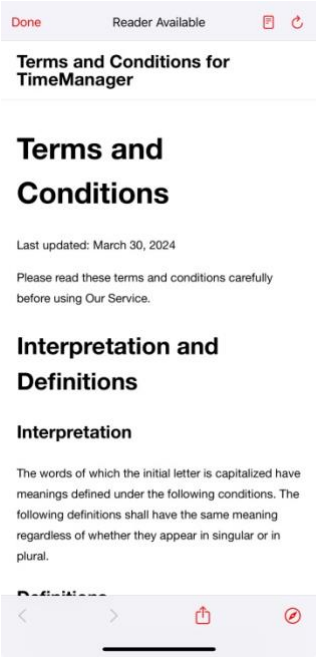 Done Reader Available
Terms and Conditions for
TimeManager
Terms and
Conditions
Last updated: March 30, 2024
Please read these terms and conditions carefully
before using Our Service.
Interpretation and
Definitions
Interpretation
The words of which the initial letter is capitalized have
meanings defined under the following conditions. The
following definitions shall have the same meaning
regardless of whether they appear in singular or in
plural.
Definitions